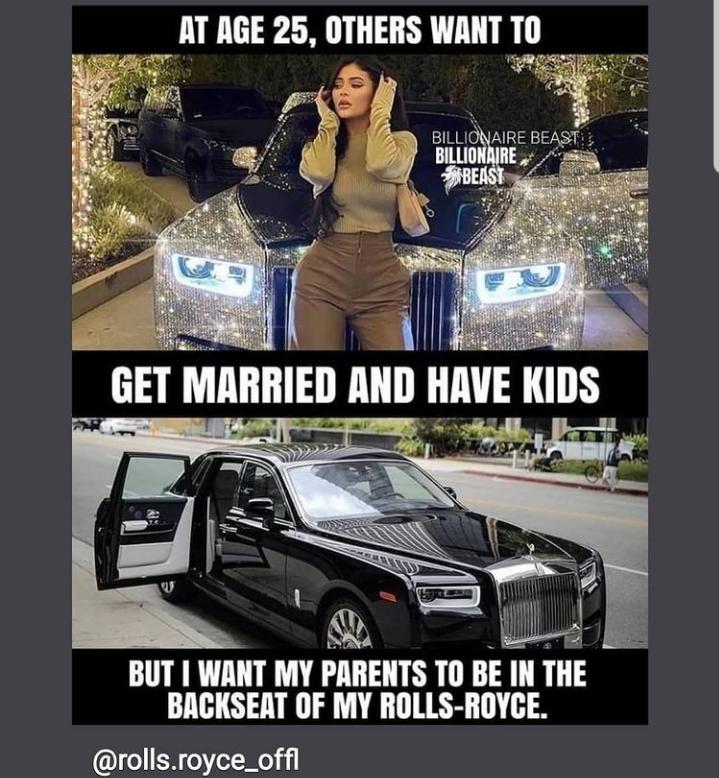 AT AGE 25, OTHERS WANT TO
BILLIONAIRE BEAST
BILLIONAIRE
BEAST
GET MARRIED AND HAVE KIDS
BUT I WANT MY PARENTS TO BE IN THE
BACKSEAT OF MY ROLLS-ROYCE.
@rolls.royce_offl